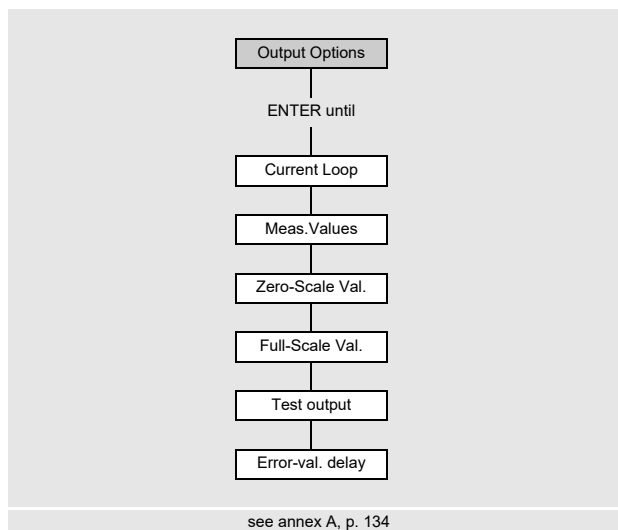 Output Options
ENTER until
Current Loop
Meas.Values
Zero-Scale Val.
Full-Scale Val.
Test output
Error-val. delay
see annex A, p. 134